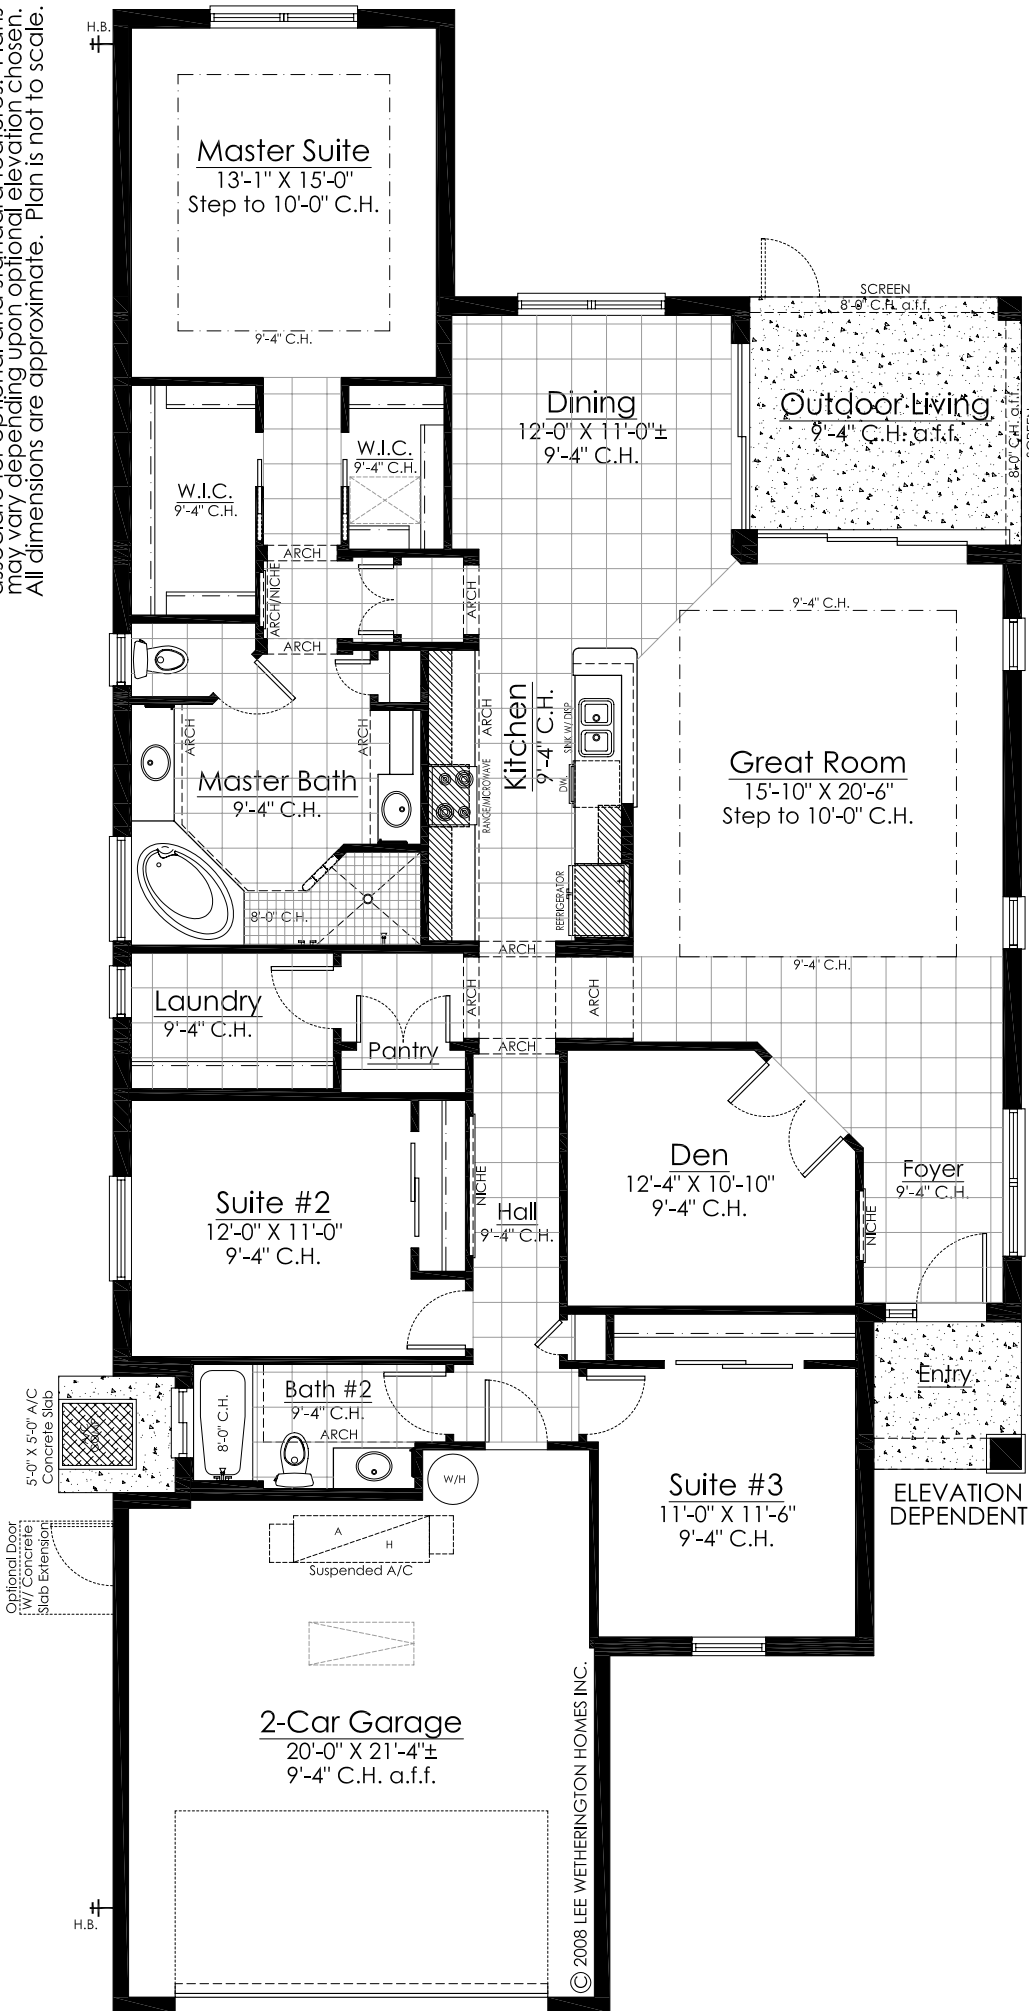 may vary depending upon optional elevation chosen.
All dimensions are approximate. Plan is not to scale.
H.B.
Master Suite
13'-1" X 15'-0"
Step to 10'-0" C.H.
9'-4" C.H.
SCREEN
8'-0" C.H. a.f.f.
Dining
12'-0" X 11'-0"±
9'-4" C.H.
Outdoor Living
9'-4" C.H. a.f.f.
8'-0" C.H. a.f.f.
SCREEN
W.I.C.
9'-4" C.H.
W.I.C.
9'-4" C.H.
ARCH
ARCH/NICHE
ARCH
ARCH
9'-4" C.H.
Kitchen
9'-4" C.H.
ARCH
SINK W/ DISP
DW.
RANGE/MICROWAVE
REFRIGERATOR
ARCH
ARCH
Master Bath
9'-4" C.H.
8'-0" C.H.
Great Room
15'-10" X 20'-6"
Step to 10'-0" C.H.
9'-4" C.H.
ARCH
Laundry
9'-4" C.H.
ARCH
ARCH
Pantry
ARCH
Den
12'-4" X 10'-10"
9'-4" C.H.
Foyer
9'-4" C.H.
NICHE
Suite #2
12'-0" X 11'-0"
9'-4" C.H.
NICHE
Hall
9'-4" C.H.
Entry
ELEVATION
DEPENDENT
5'-0" X 5'-0" A/C
Concrete Slab
8'-0" C.H.
Bath #2
9'-4" C.H.
ARCH
W/H
Suite #3
11'-0" X 11'-6"
9'-4" C.H.
A
H
Suspended A/C
Optional Door
W/ Concrete
Slab Extension
2-Car Garage
20'-0" X 21'-4"±
9'-4" C.H. a.f.f.
© 2008 LEE WETHERINGTON HOMES INC.
H.B.